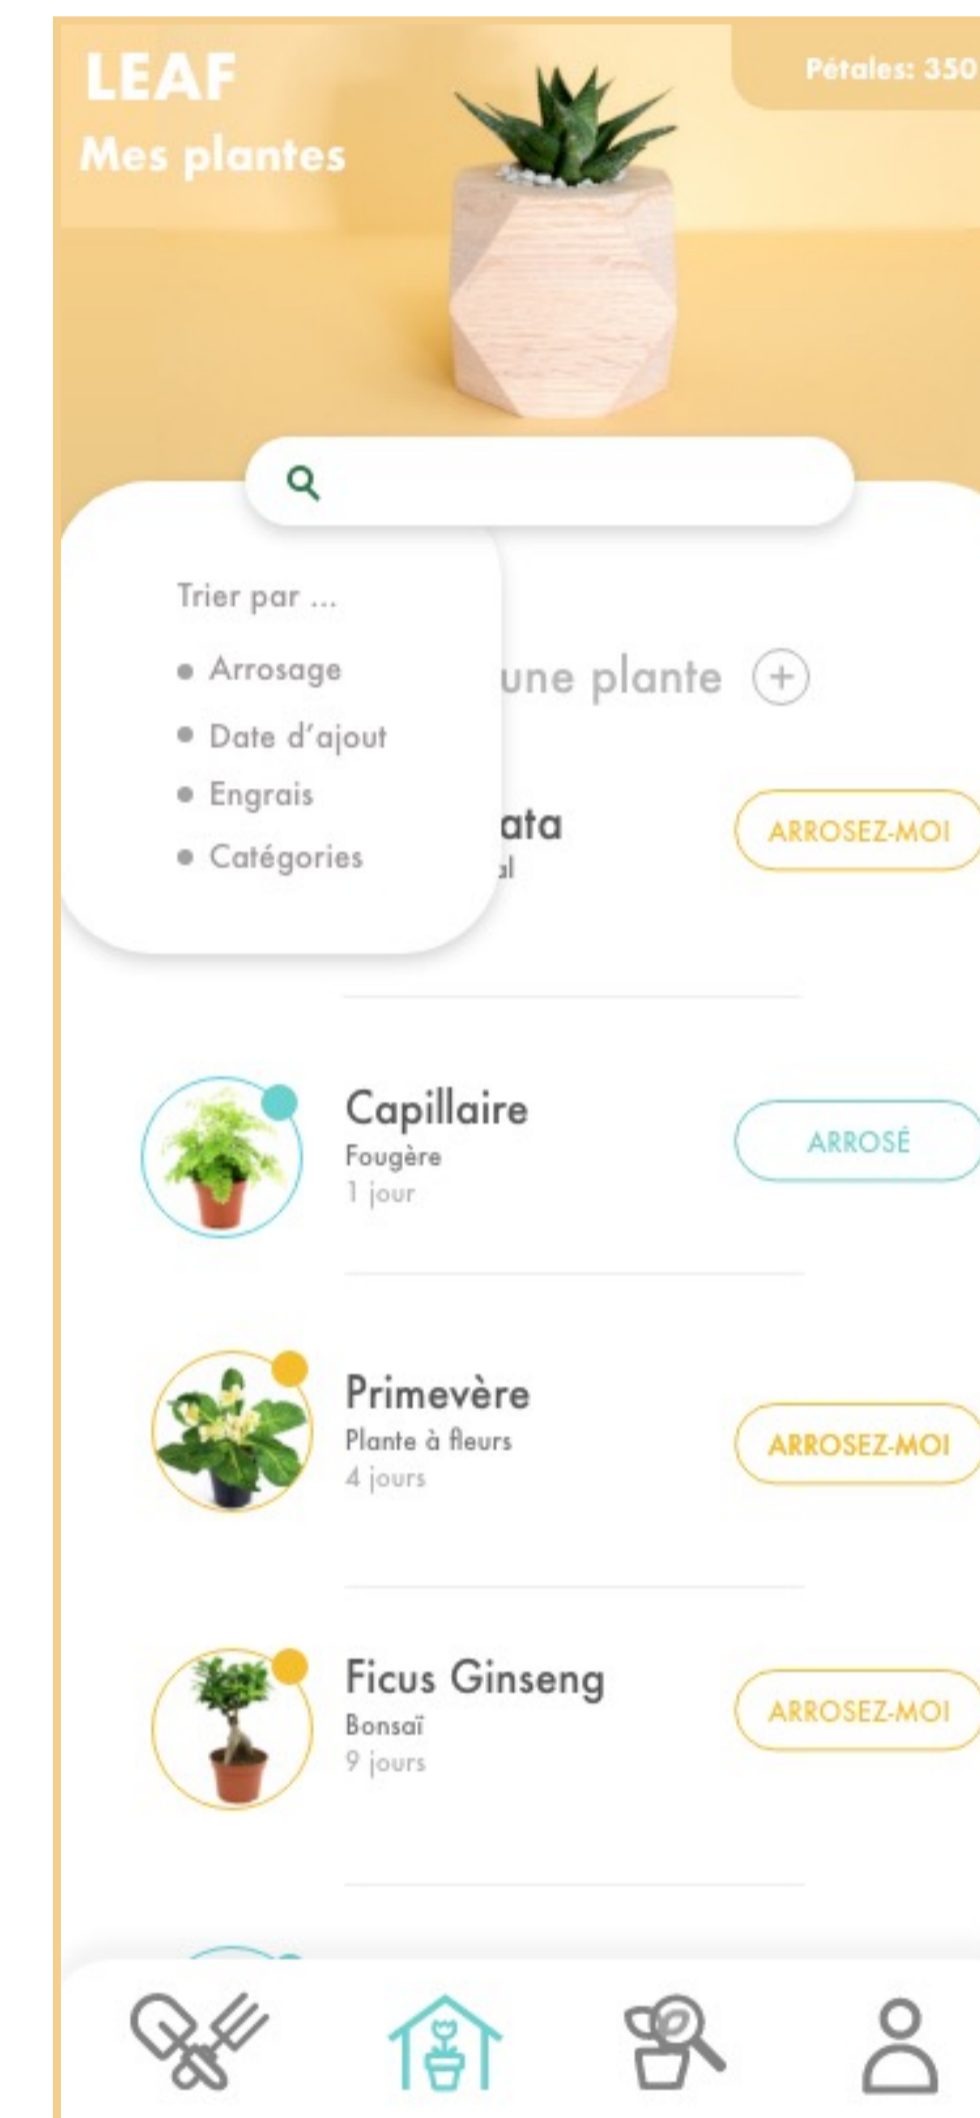 LEAF
Pétales: 350
Mes plantes
Trier par ...
Arrosage
Date d'ajout
Engrais
Catégories
une plante
ata
al
ARROSEZ-MOI
Capillaire
Fougère
1 jour
ARROSÉ
Primevère
Plante à fleurs
4 jours
ARROSEZ-MOI
Ficus Ginseng
Bonsaï
9 jours
ARROSEZ-MOI